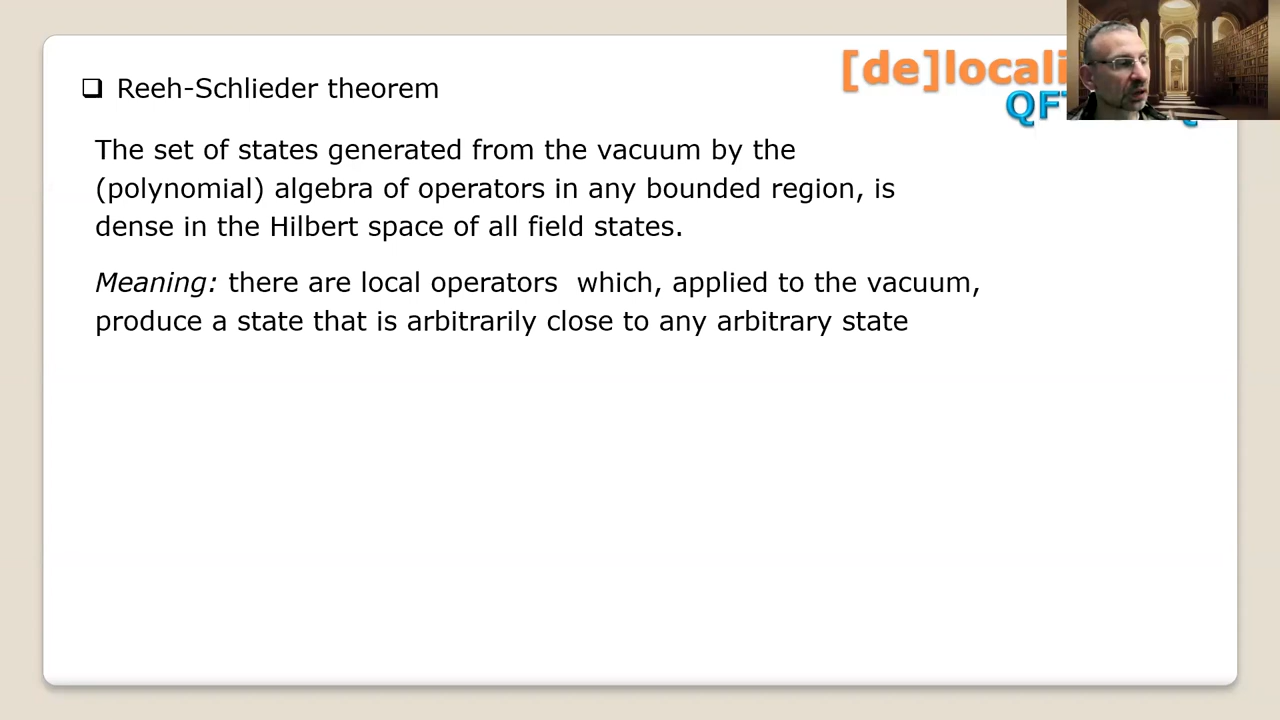 [de]locali
QFT
❑ Reeh-Schlieder theorem
The set of states generated from the vacuum by the
(polynomial) algebra of operators in any bounded region, is
dense in the Hilbert space of all field states.
Meaning: there are local operators which, applied to the vacuum,
produce a state that is arbitrarily close to any arbitrary state